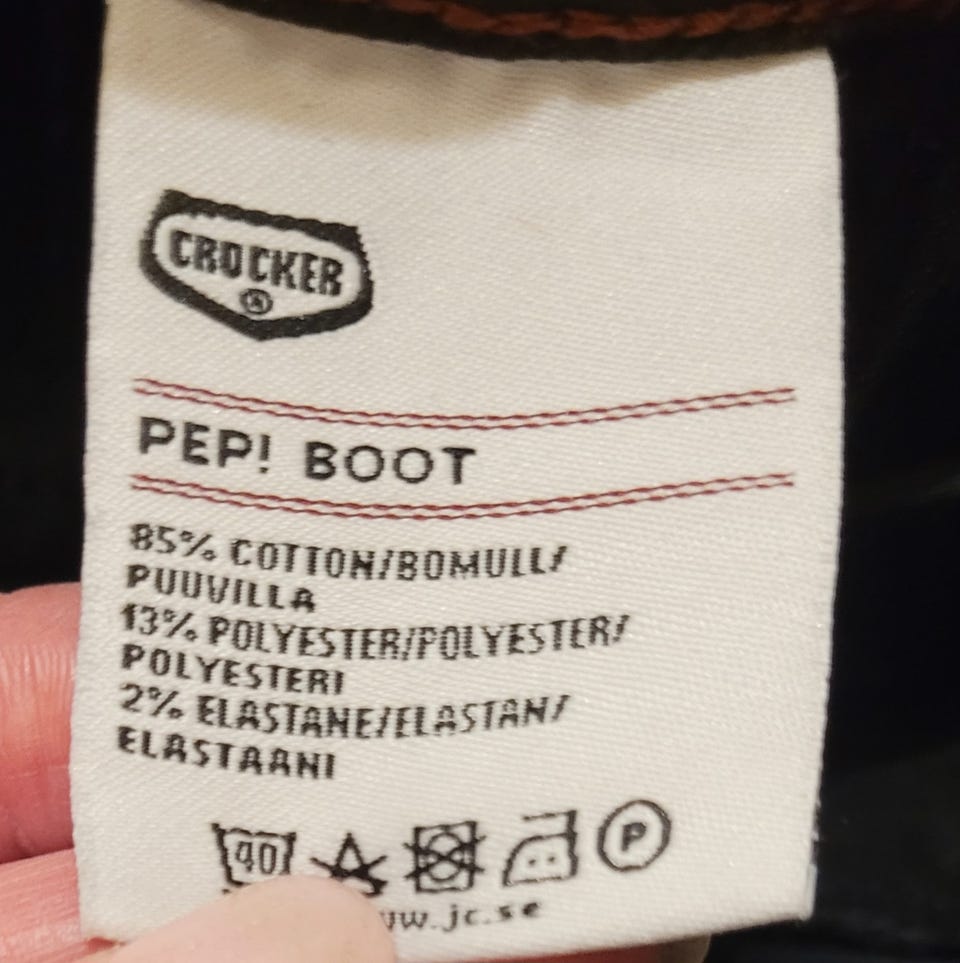 CROCKER
®
PEP! BOOT
85% COTTON/BOMULL/
PUUVILLA
13% POLYESTER/POLYESTER/
POLYESTERI
2% ELASTANE/ELASTAN/
ELASTAANI
40 P
jc.se